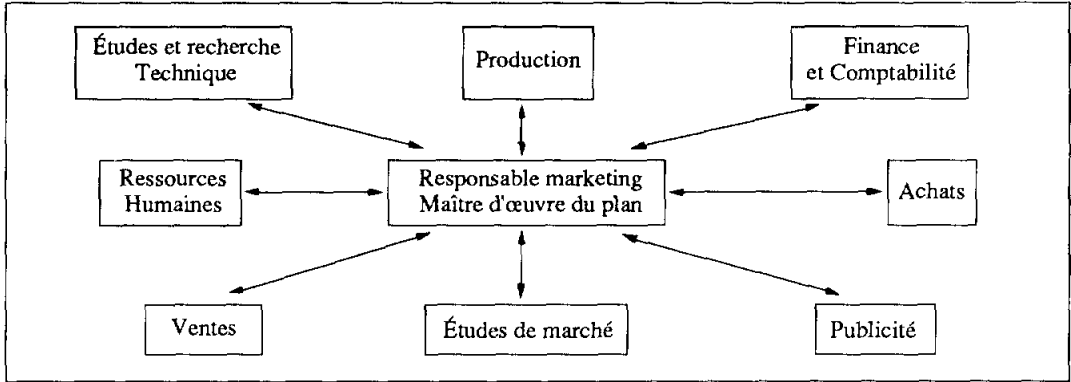 Études et recherche
Technique
Production
Finance
et Comptabilité
Ressources
Humaines
Responsable marketing
Maître d'œuvre du plan
Achats
Ventes
Études de marché
Publicité